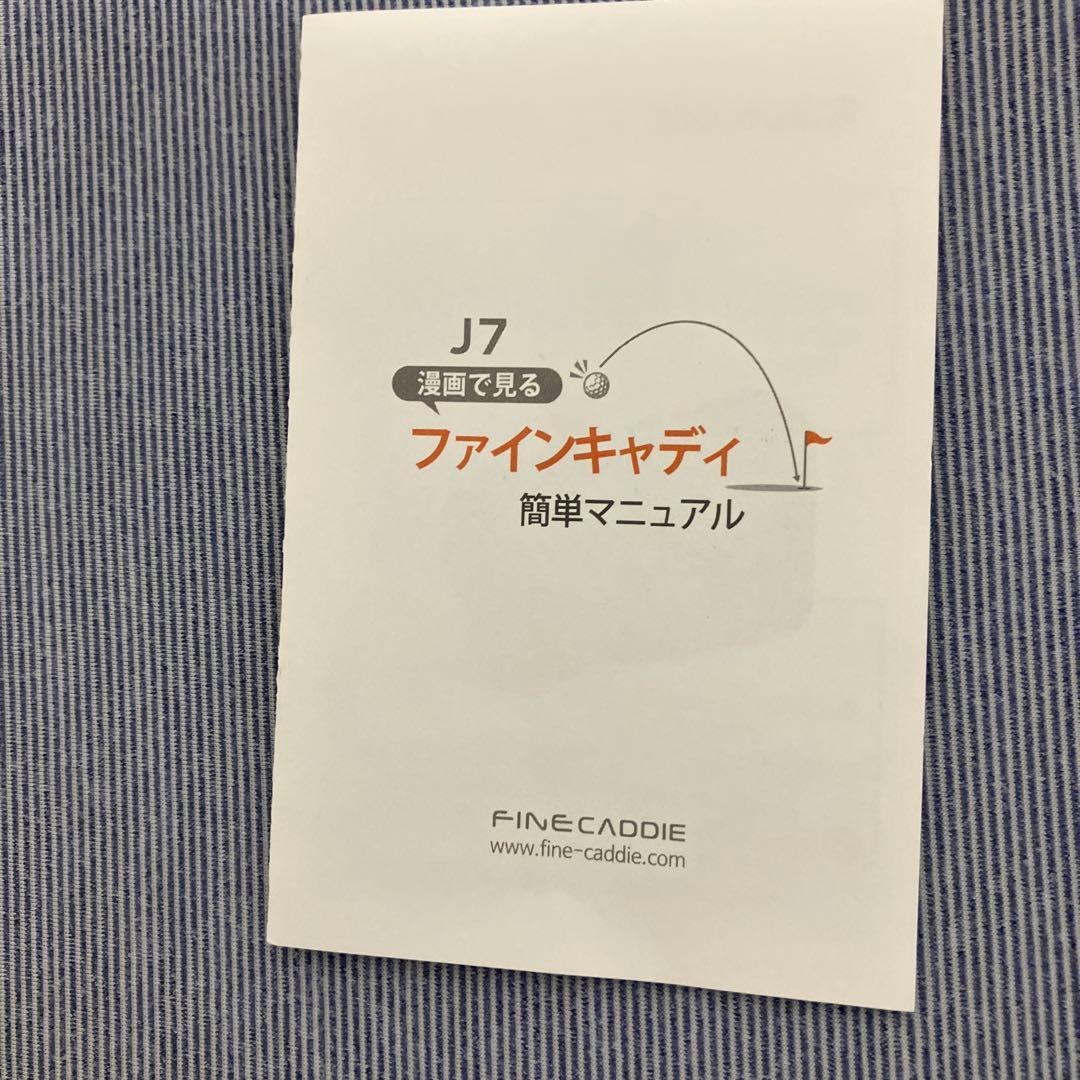 J7
漫画で見る
ファインキャディ
簡単マニュアル
FINECADDIE
www.fine-caddie.com